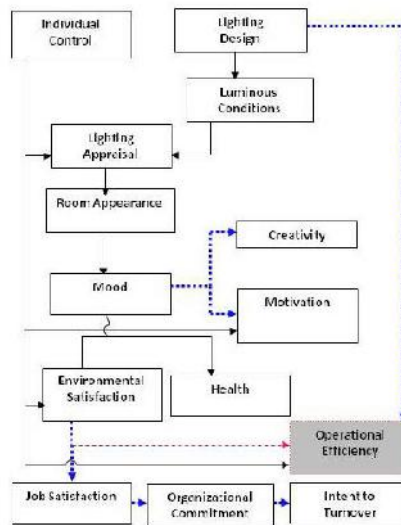 Individual
Control
Lighting
Design
Luminous
Conditions
Lighting
Appraisal
Room Appearance
Creativity
Mood
Motivation
Environmental
Satisfaction
Health
Operational
Efficiency
Job Satisfaction
Organizational
Commitment
Intent to
Turnover